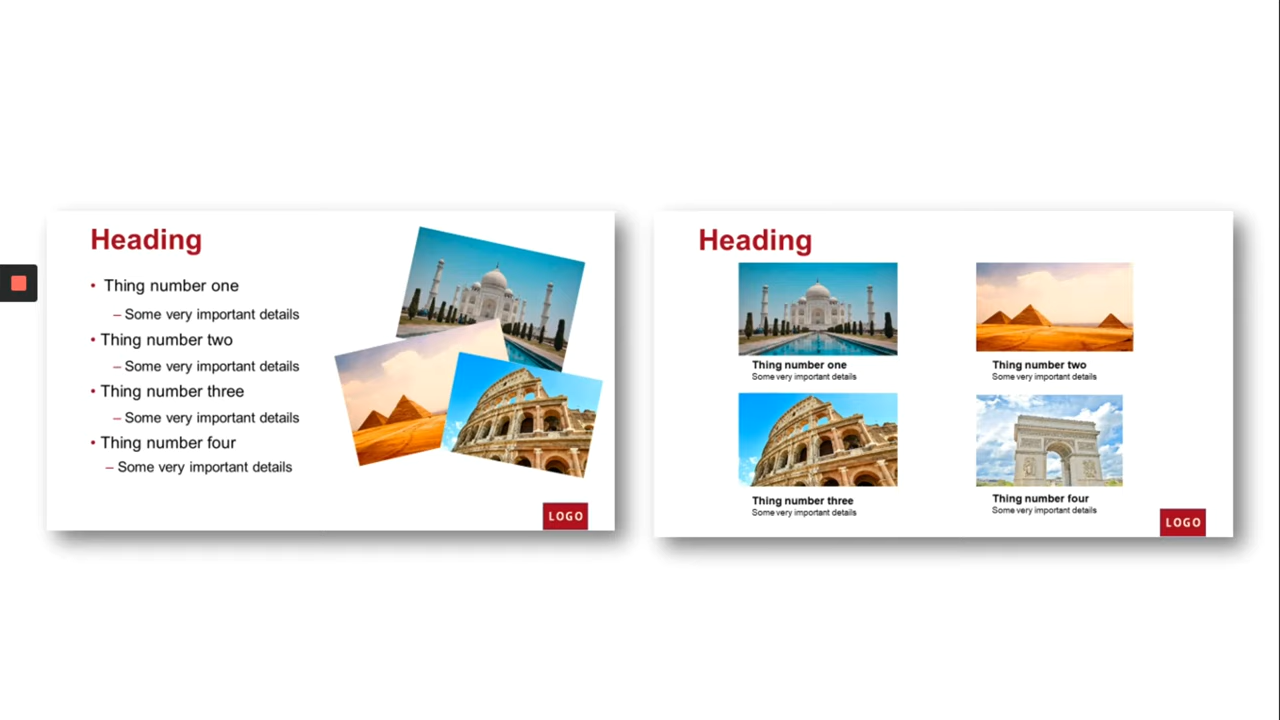 Heading
• Thing number one
– Some very important details
• Thing number two
– Some very important details
• Thing number three
– Some very important details
• Thing number four
– Some very important details
LOGO
Heading
Thing number one
Some very important details
Thing number two
Some very important details
Thing number three
Some very important details
Thing number four
Some very important details
LOGO